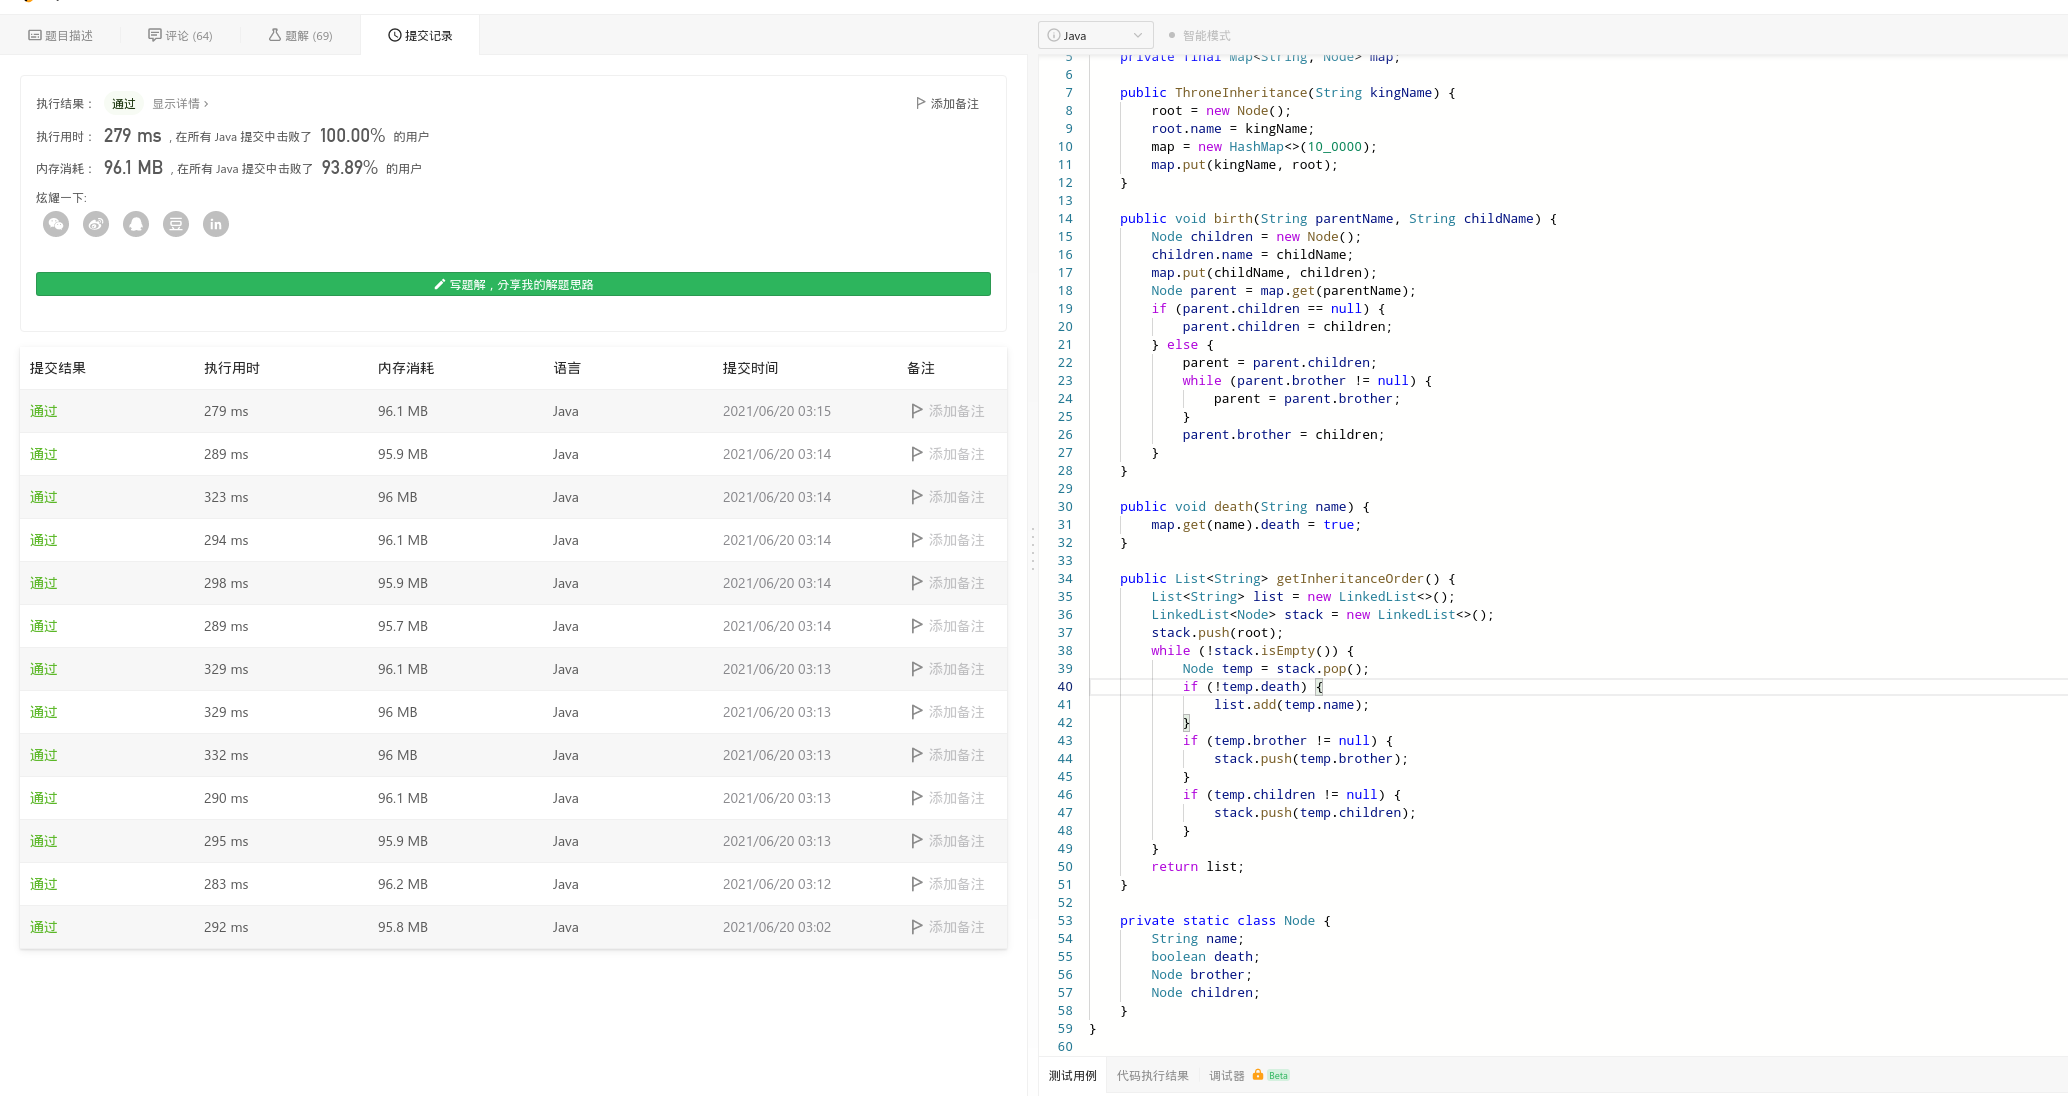 题目描述
评论 (64)
题解 (69)
提交记录
执行结果：
通过
显示详情 ›
添加备注
执行用时：
279 ms
, 在所有 Java 提交中击败了
100.00%
的用户
内存消耗：
96.1 MB
, 在所有 Java 提交中击败了
93.89%
的用户
炫耀一下:
豆
in
写题解，分享我的解题思路
提交结果 执行用时 内存消耗 语言 提交时间 备注
通过 279 ms 96.1 MB Java 2021/06/20 03:15 添加备注
通过 289 ms 95.9 MB Java 2021/06/20 03:14 添加备注
通过 323 ms 96 MB Java 2021/06/20 03:14 添加备注
通过 294 ms 96.1 MB Java 2021/06/20 03:14 添加备注
通过 298 ms 95.9 MB Java 2021/06/20 03:14 添加备注
通过 289 ms 95.7 MB Java 2021/06/20 03:14 添加备注
通过 329 ms 96.1 MB Java 2021/06/20 03:13 添加备注
通过 329 ms 96 MB Java 2021/06/20 03:13 添加备注
通过 332 ms 96 MB Java 2021/06/20 03:13 添加备注
通过 290 ms 96.1 MB Java 2021/06/20 03:13 添加备注
通过 295 ms 95.9 MB Java 2021/06/20 03:13 添加备注
通过 283 ms 96.2 MB Java 2021/06/20 03:12 添加备注
通过 292 ms 95.8 MB Java 2021/06/20 03:02 添加备注
Java
智能模式
5 private final Map<String, Node> map;
6
7 public ThroneInheritance(String kingName) {
8 root = new Node();
9 root.name = kingName;
10 map = new HashMap<>(10_0000);
11 map.put(kingName, root);
12 }
13
14 public void birth(String parentName, String childName) {
15 Node children = new Node();
16 children.name = childName;
17 map.put(childName, children);
18 Node parent = map.get(parentName);
19 if (parent.children == null) {
20 parent.children = children;
21 } else {
22 parent = parent.children;
23 while (parent.brother != null) {
24 parent = parent.brother;
25 }
26 parent.brother = children;
27 }
28 }
29
30 public void death(String name) {
31 map.get(name).death = true;
32 }
33
34 public List<String> getInheritanceOrder() {
35 List<String> list = new LinkedList<>();
36 LinkedList<Node> stack = new LinkedList<>();
37 stack.push(root);
38 while (!stack.isEmpty()) {
39 Node temp = stack.pop();
40 if (!temp.death) {
41 list.add(temp.name);
42 }
43 if (temp.brother != null) {
44 stack.push(temp.brother);
45 }
46 if (temp.children != null) {
47 stack.push(temp.children);
48 }
49 }
50 return list;
51 }
52
53 private static class Node {
54 String name;
55 boolean death;
56 Node brother;
57 Node children;
58 }
59 }
60
测试用例
代码执行结果
调试器
Beta